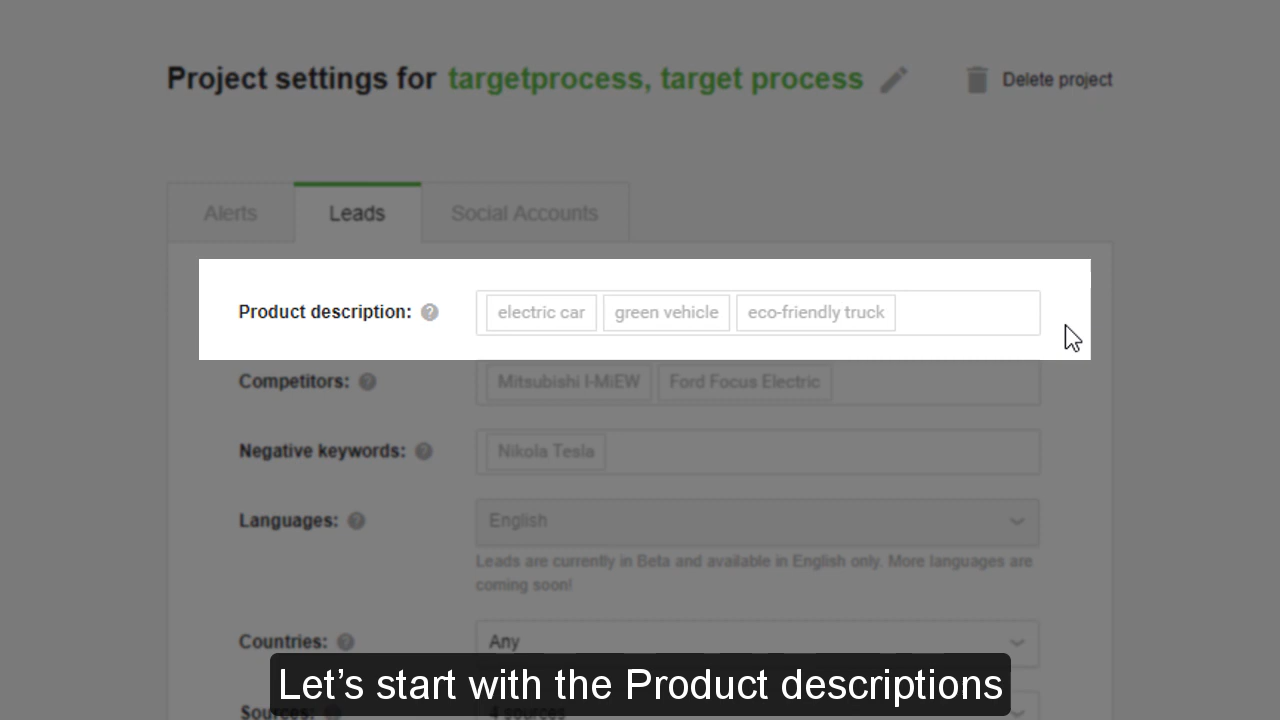 Project settings for targetprocess, target process
Delete project
Alerts
Leads
Social Accounts
Product description: ?
electric car
green vehicle
eco-friendly truck
Competitors: ?
Mitsubishi I-MiEW
Ford Focus Electric
Negative keywords: ?
Nikola Tesla
Languages: ?
English
Leads are currently in Beta and available in English only. More languages are
coming soon!
Countries: ?
Any
Let’s start with the Product descriptions
Sources:
4 sources